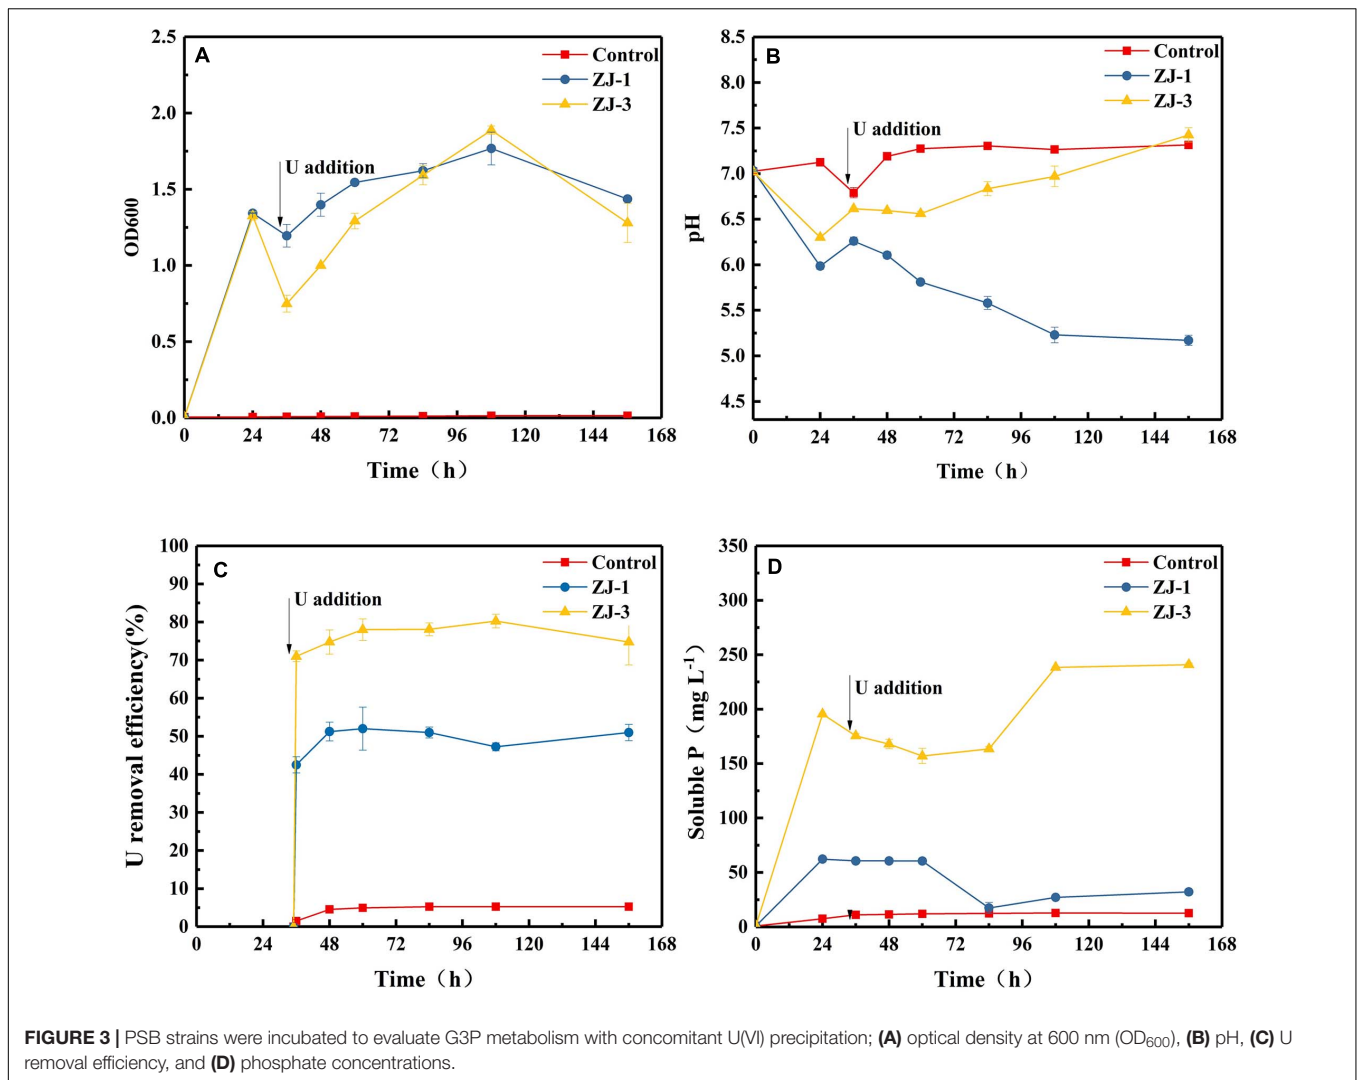 A
Control
ZJ-1
ZJ-3
U addition
OD600
2.5
2.0
1.5
1.0
0.5
0.0
0 24 48 72 96 120 144 168
Time（h）
B
Control
ZJ-1
ZJ-3
U addition
pH
8.5
8.0
7.5
7.0
6.5
6.0
5.5
5.0
4.5
0 24 48 72 96 120 144 168
Time（h）
C
Control
ZJ-1
ZJ-3
U addition
U removal efficiency(%)
100
90
80
70
60
50
40
30
20
10
0
0 24 48 72 96 120 144 168
Time（h）
D
Control
ZJ-1
ZJ-3
U addition
Soluble P（mg L⁻¹）
350
300
250
200
150
100
50
0
0 24 48 72 96 120 144 168
Time（h）
FIGURE 3 | PSB strains were incubated to evaluate G3P metabolism with concomitant U(VI) precipitation; (A) optical density at 600 nm (OD₆₀₀), (B) pH, (C) U
removal efficiency, and (D) phosphate concentrations.